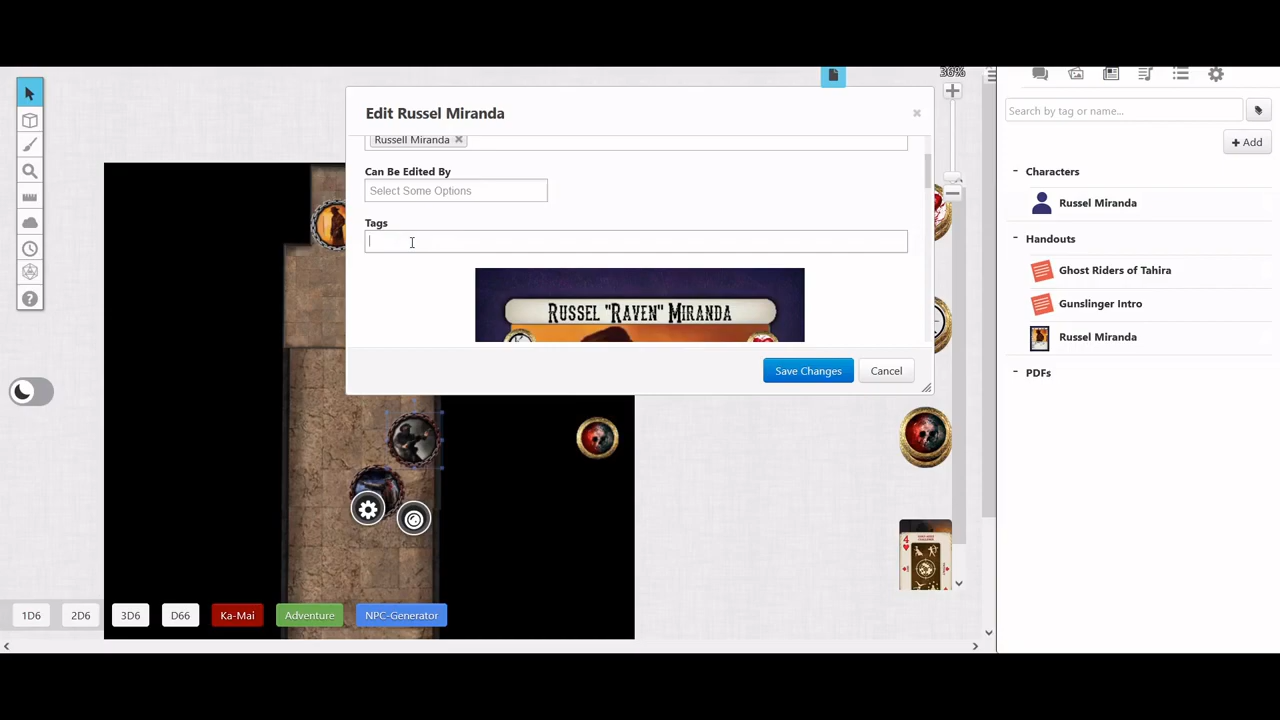 30%
Search by tag or name...
+ Add
Characters
Russel Miranda
Handouts
Ghost Riders of Tahira
Gunslinger Intro
Russel Miranda
PDFs
Edit Russel Miranda
×
Russell Miranda ×
Can Be Edited By
Select Some Options
Tags
RUSSEL "RAVEN" MIRANDA
Save Changes
Cancel
4
1D6
2D6
3D6
D66
Ka-Mai
Adventure
NPC-Generator